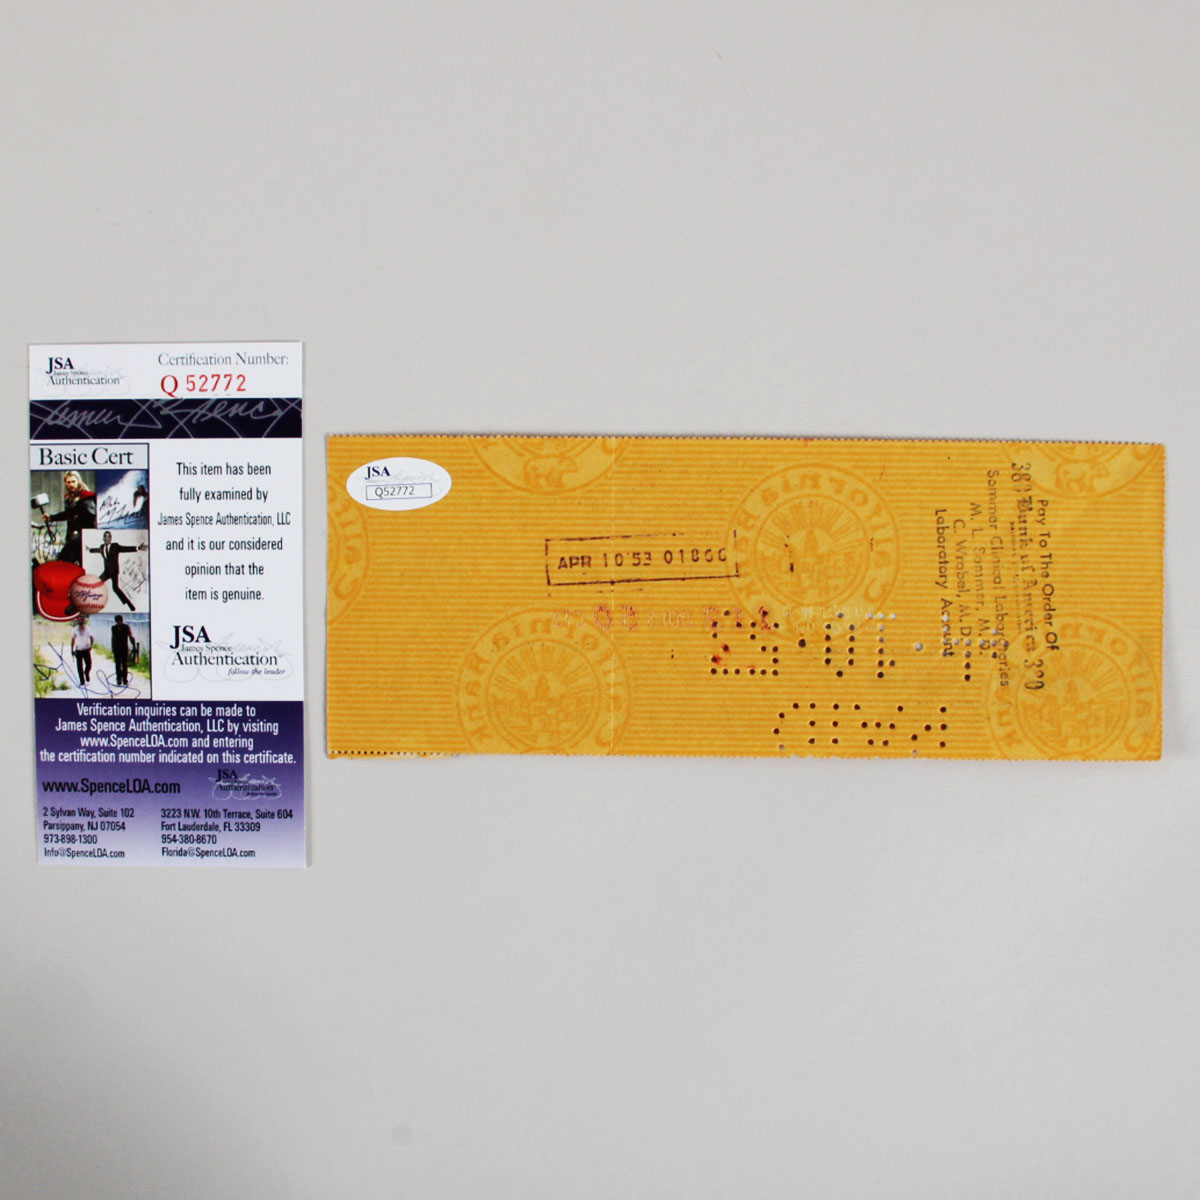 JSA
James Spence
Authentication
Certification Number:
Q 52772
Basic Cert
This item has been
fully examined by
James Spence Authentication, LLC
and it is our considered
opinion that the
item is genuine.
JSA
James Spence
Authentication
follow the leader
Verification inquiries can be made to
James Spence Authentication, LLC by visiting
www.SpenceLOA.com and entering
the certification number indicated on this certificate.
www.SpenceLOA.com
JSA
Authentication
2 Sylvan Way, Suite 102
Parsippany, NJ 07054
973-898-1300
Info@SpenceLOA.com
3223 N.W. 10th Terrace, Suite 604
Fort Lauderdale, FL 33309
954-380-8670
Florida@SpenceLOA.com
JSA
Q52772
APR 10'53 01866
Pay To The Order Of
Bank of America
Sommer Clinical Laboratories
M. L. Sommer, M.D.
C. Wrobel, M.D.
Laboratory Account